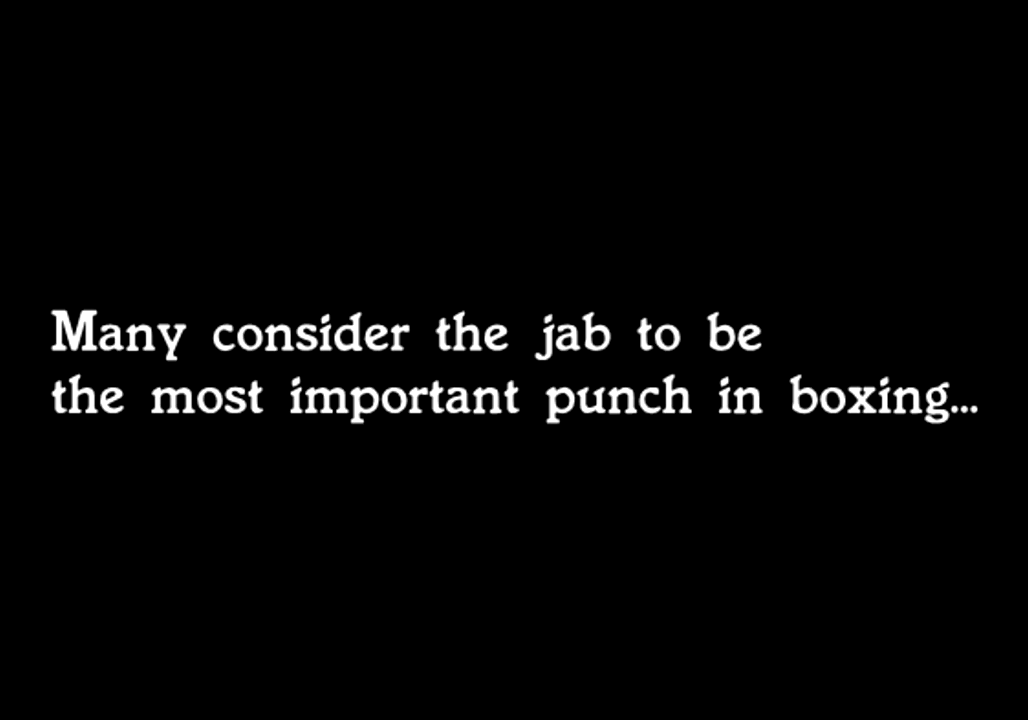 Many consider the jab to be
the most important punch in boxing...